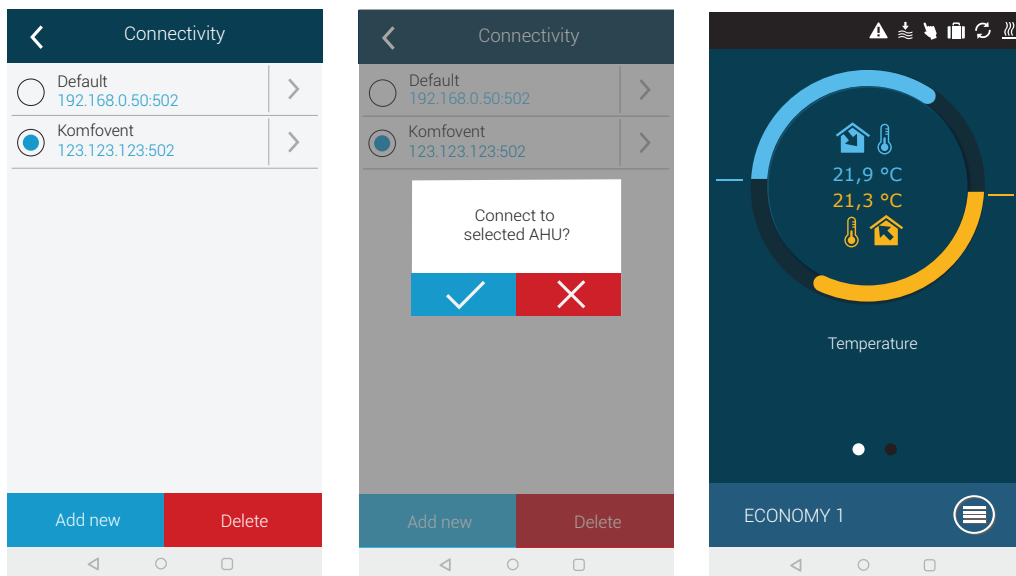 Connectivity
Default
192.168.0.50:502
Komfovent
123.123.123:502
Add new
Delete
Connectivity
Default
192.168.0.50:502
Komfovent
123.123.123:502
Connect to
selected AHU?
Add new
Delete
21,9 °C
21,3 °C
Temperature
ECONOMY 1